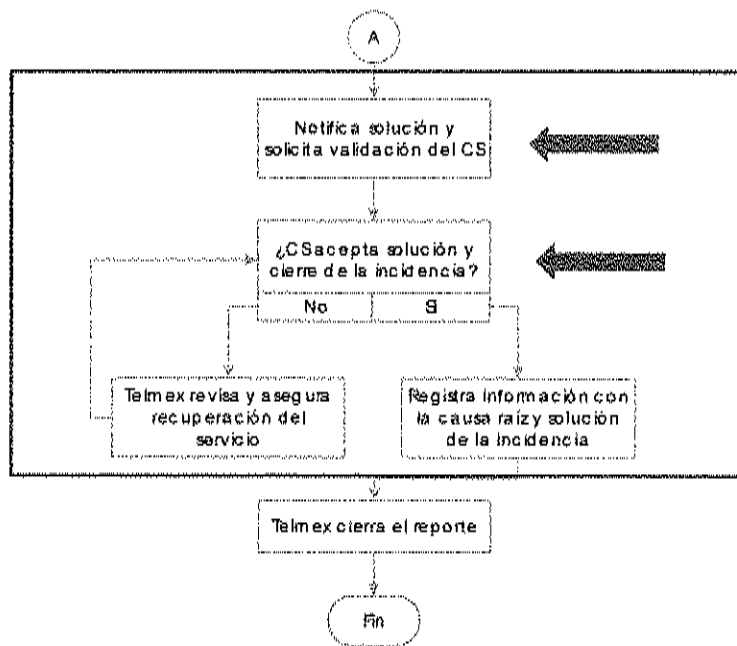 A
Notifica solución y
solicita validación del CS
¿CS acepta solución y
cierre de la incidencia?
No
Si
Telmex revisa y asegura
recuperación del
servicio
Registra información con
la causa raíz y solución
de la incidencia
Telmex cierra el reporte
Fin